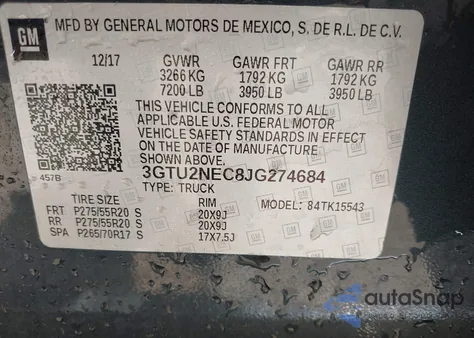 GM
MFD BY GENERAL MOTORS DE MEXICO, S. DE R.L. DE C.V.
12/17 GVWR GAWR FRT GAWR RR
3266 KG 1792 KG 1792 KG
7200 LB 3950 LB 3950 LB
THIS VEHICLE CONFORMS TO ALL
APPLICABLE U.S. FEDERAL MOTOR
VEHICLE SAFETY STANDARDS IN EFFECT
ON THE DATE OF MANUFACTURE SHOWN
ABOVE.
457B
3GTU2NEC8JG274684
TYPE: TRUCK
TIRE SIZE RIM MODEL: 84TK15543
FRT P275/55R20 S 20X9J
RR P275/55R20 S 20X9J
SPA P265/70R17 S 17X7.5J
autoSnap